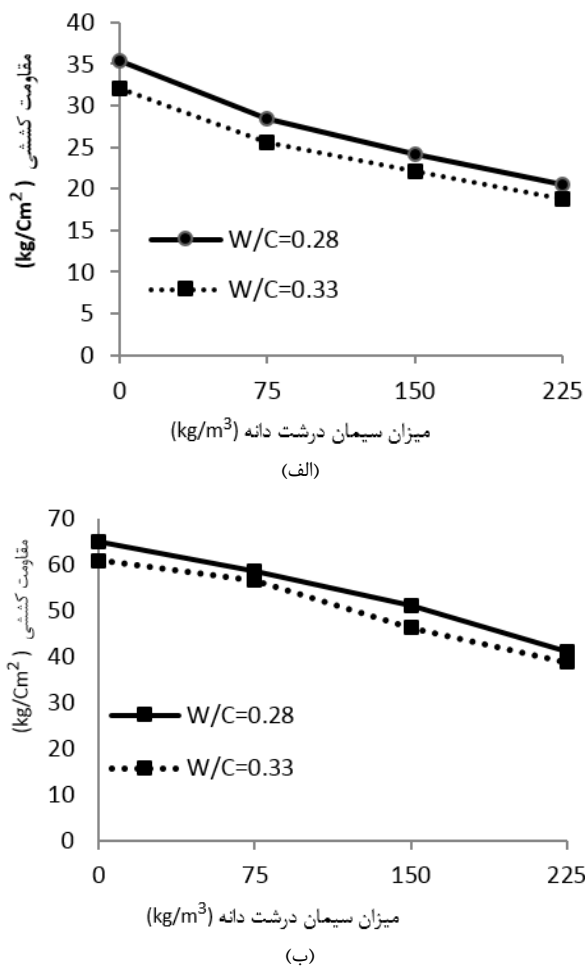 مقاومت کششی (kg/Cm²)
40
35
30
25
20
15
10
5
0
W/C=0.28
W/C=0.33
0 75 150 225
میزان سیمان درشت دانه (kg/m³)
(الف)
مقاومت کششی (kg/Cm²)
70
60
50
40
30
20
10
0
W/C=0.28
W/C=0.33
0 75 150 225
میزان سیمان درشت دانه (kg/m³)
(ب)